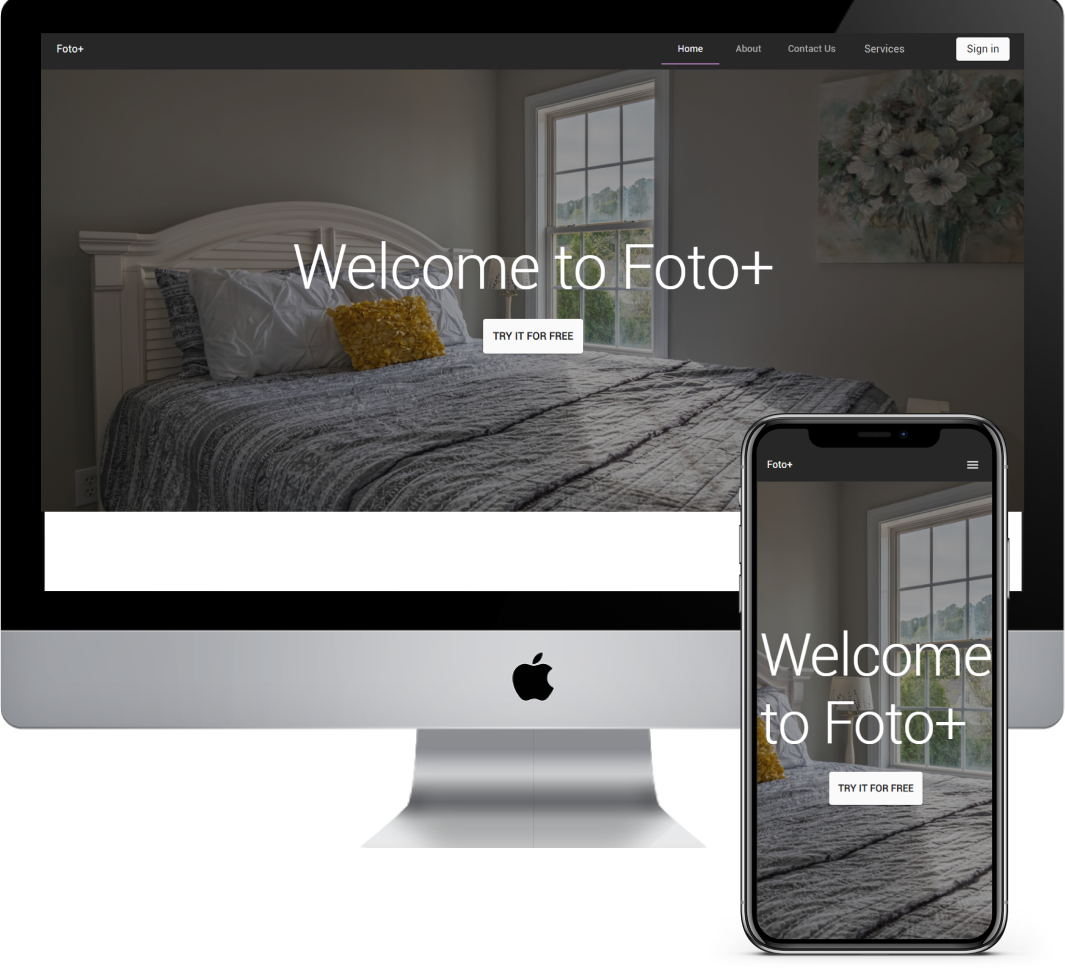 Foto+
Home About Contact Us Services Sign in
Welcome to Foto+
TRY IT FOR FREE
Foto+
Welcome
to Foto+
TRY IT FOR FREE